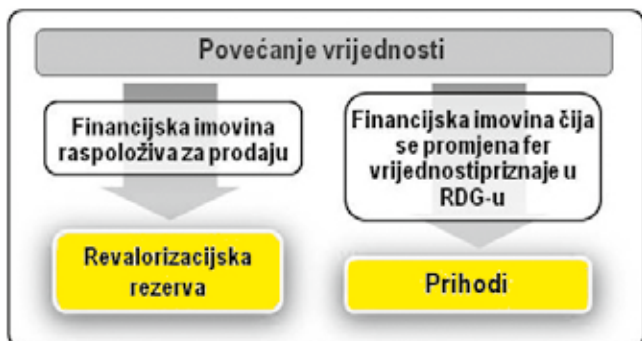 Povećanje vrijednosti
Financijska imovina
raspoloživa za prodaju
Financijska imovina čija
se promjena fer
vrijednostipriznaje u
RDG-u
Revalorizacijska
rezerva
Prihodi